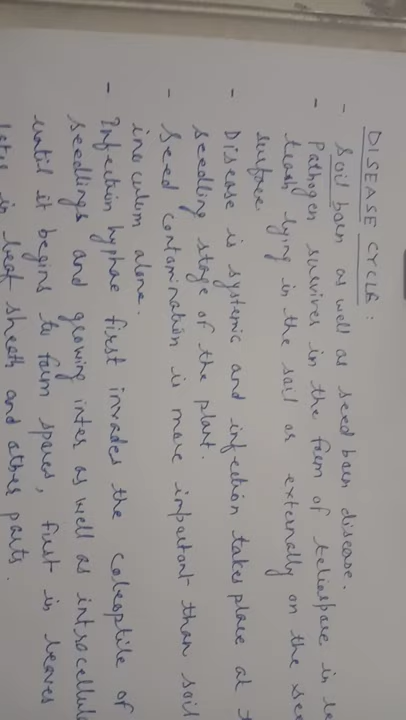 DISEASE CYCLE:
- Soil born as well as seed born disease.
- Pathogen survives in the form of teliospore in
trash lying in the soil or externally on the
surface.
- Disease is systemic and infection takes place at
seedling stage of the plant.
- Seed contamination is more important than soil
inoculum alone.
- Infection hyphae first invades the coleoptile of
seedlings and growing inter as well as intracellul
until it begins to form spores, first in leaves
later in leaf sheath and other parts.